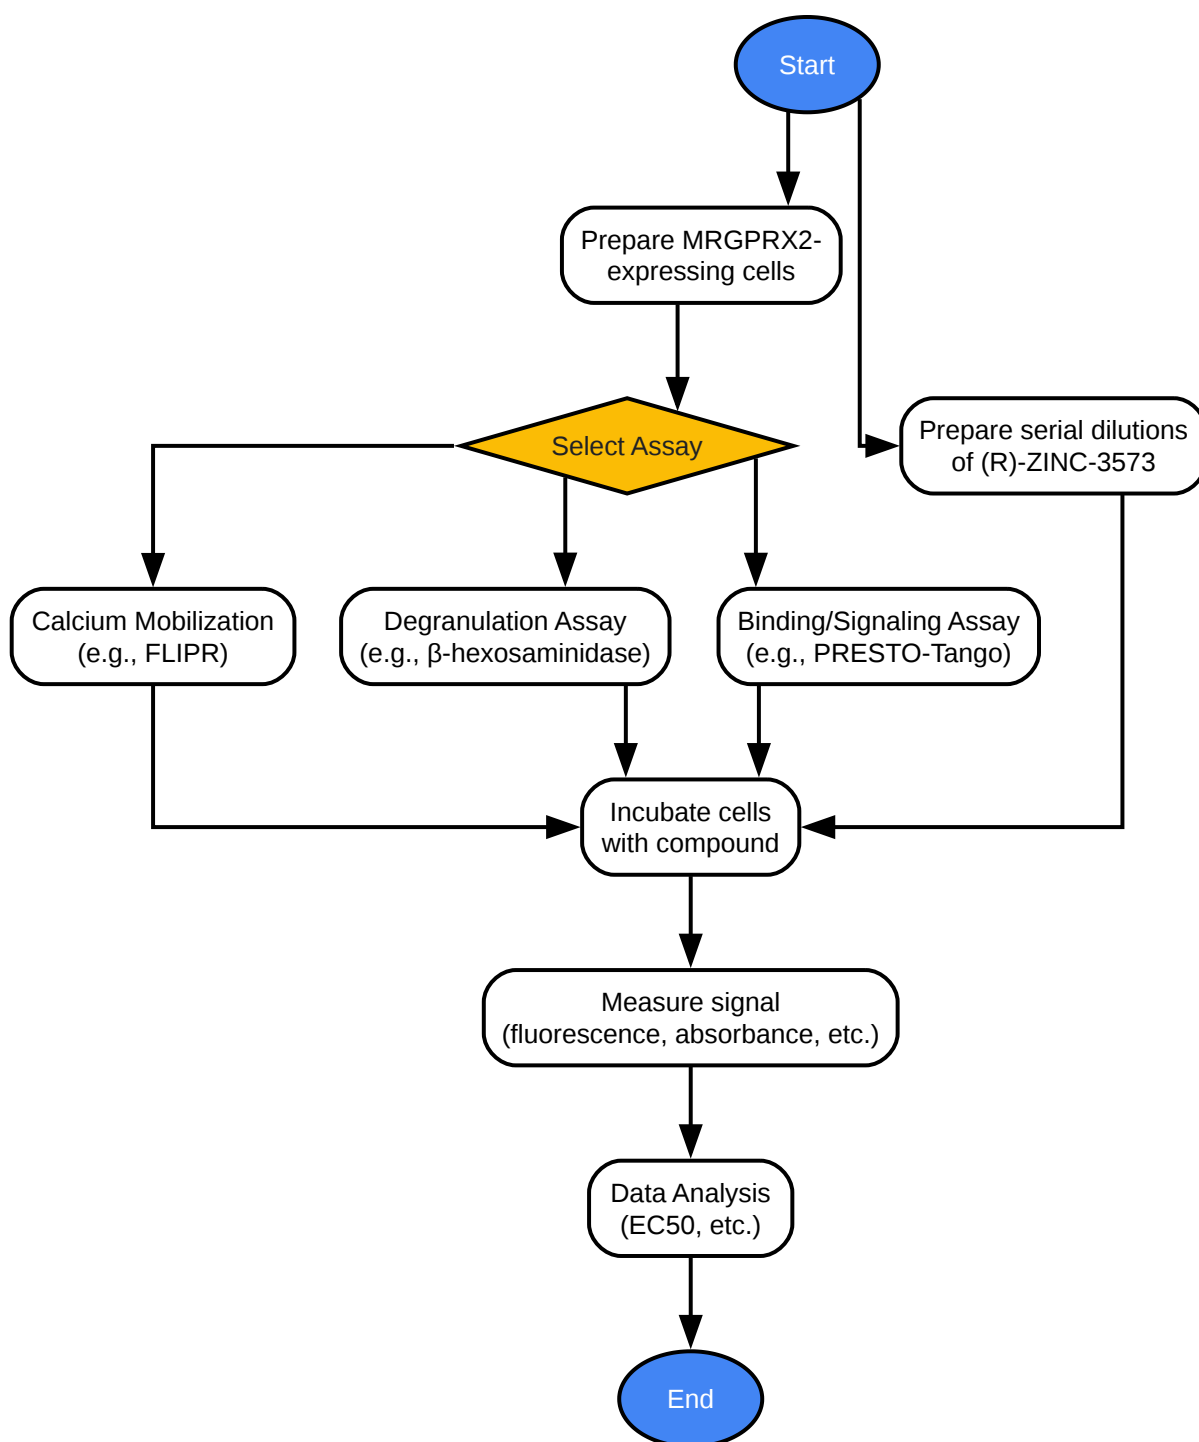 Start
Prepare MRGPRX2-
expressing cells
Select Assay
Prepare serial dilutions
of (R)-ZINC-3573
Calcium Mobilization
(e.g., FLIPR)
Degranulation Assay
(e.g., β-hexosaminidase)
Binding/Signaling Assay
(e.g., PRESTO-Tango)
Incubate cells
with compound
Measure signal
(fluorescence, absorbance, etc.)
Data Analysis
(EC50, etc.)
End